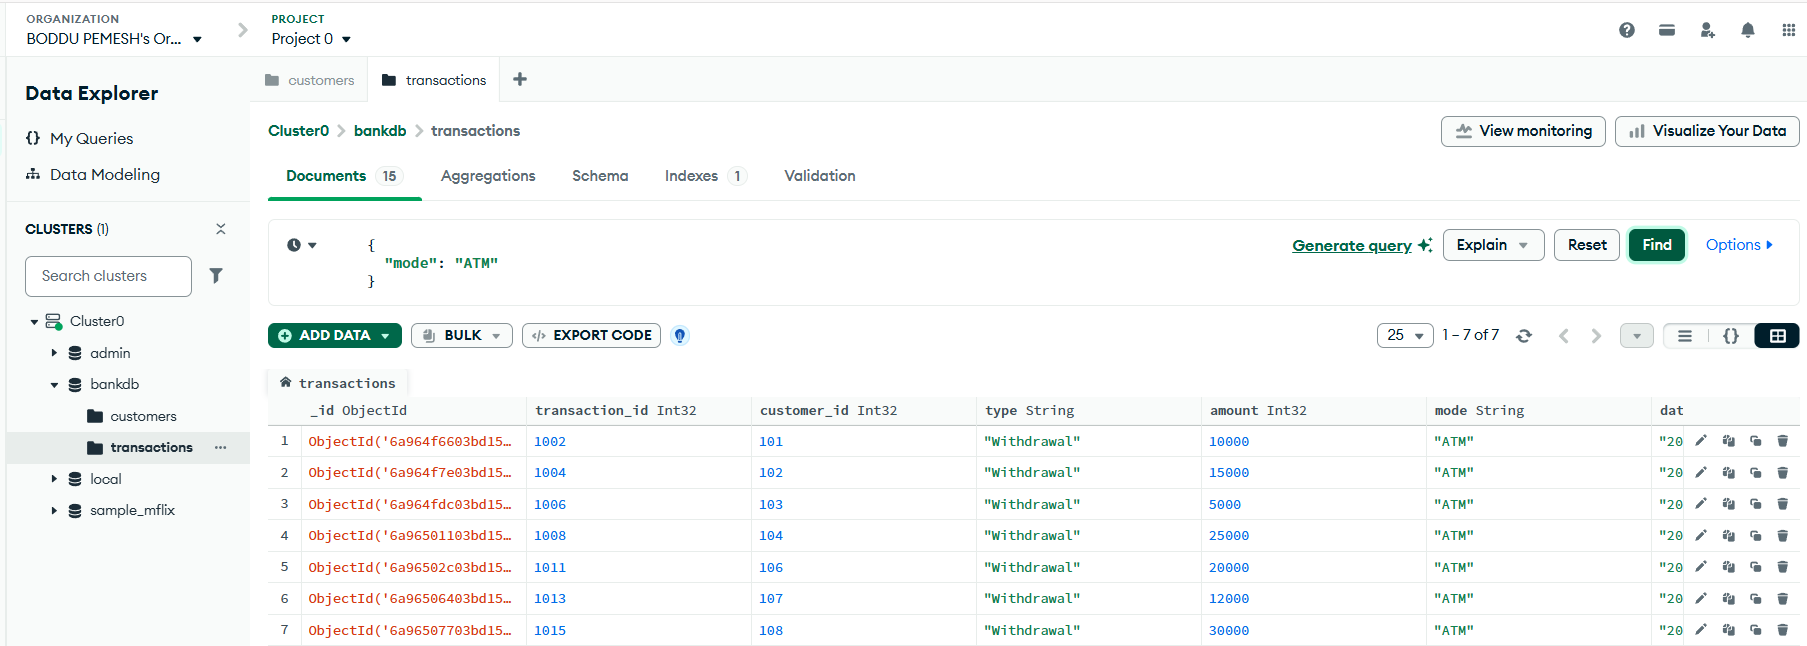 ORGANIZATION
BODDU PEMESH's Or...
PROJECT
Project 0
Data Explorer
My Queries
Data Modeling
CLUSTERS (1)
Search clusters
Cluster0
admin
bankdb
customers
transactions
local
sample_mflix
customers
transactions
Cluster0 > bankdb > transactions
View monitoring
Visualize Your Data
Documents 15
Aggregations
Schema
Indexes 1
Validation
{
"mode": "ATM"
}
Generate query
Explain
Reset
Find
Options
ADD DATA
BULK
EXPORT CODE
25
1 – 7 of 7
transactions
_id ObjectId transaction_id Int32 customer_id Int32 type String amount Int32 mode String dat
1 ObjectId('6a964f6603bd15… 1002 101 "Withdrawal" 10000 "ATM" "20
2 ObjectId('6a964f7e03bd15… 1004 102 "Withdrawal" 15000 "ATM" "20
3 ObjectId('6a964fdc03bd15… 1006 103 "Withdrawal" 5000 "ATM" "20
4 ObjectId('6a96501103bd15… 1008 104 "Withdrawal" 25000 "ATM" "20
5 ObjectId('6a96502c03bd15… 1011 106 "Withdrawal" 20000 "ATM" "20
6 ObjectId('6a96506403bd15… 1013 107 "Withdrawal" 12000 "ATM" "20
7 ObjectId('6a96507703bd15… 1015 108 "Withdrawal" 30000 "ATM" "20